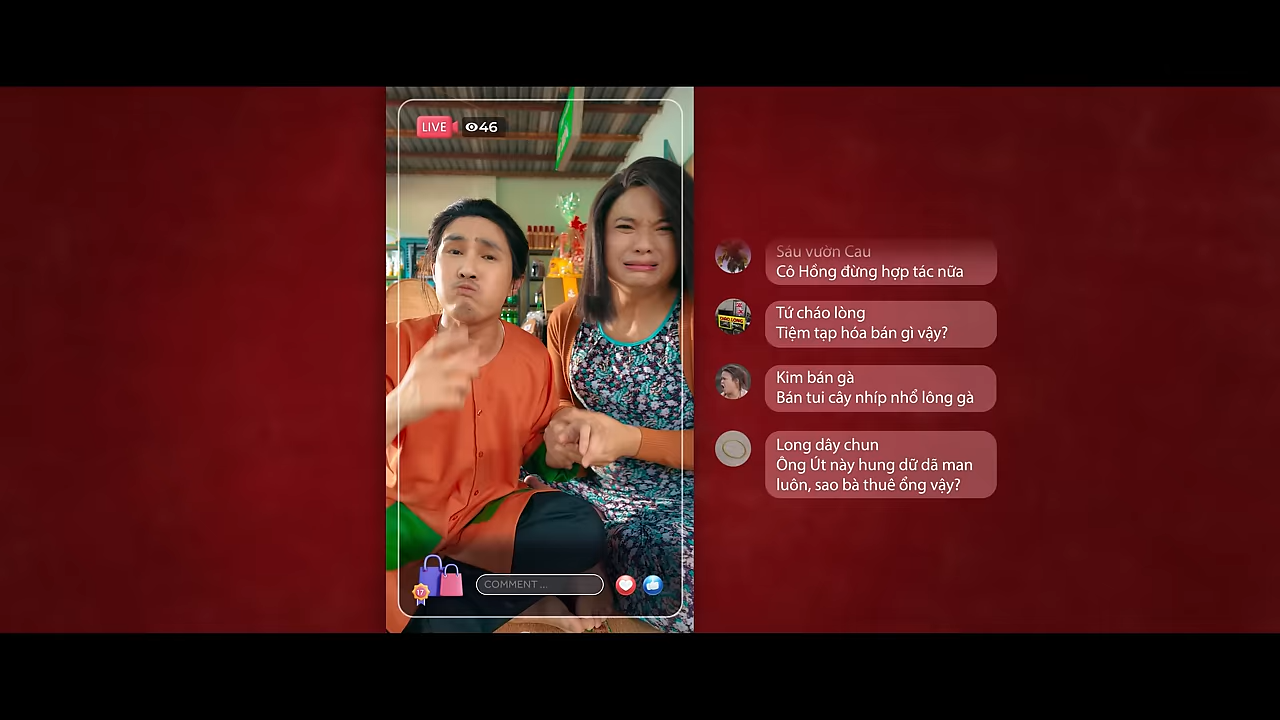 LIVE 46
Sáu vườn Cau
Cô Hồng đừng hợp tác nữa
Tứ cháo lòng
Tiệm tạp hóa bán gì vậy?
Kim bán gà
Bán tui cây nhíp nhổ lông gà
Long dây chun
Ông Út này hung dữ dã man
luôn, sao bà thuê ổng vậy?
17
COMMENT ...